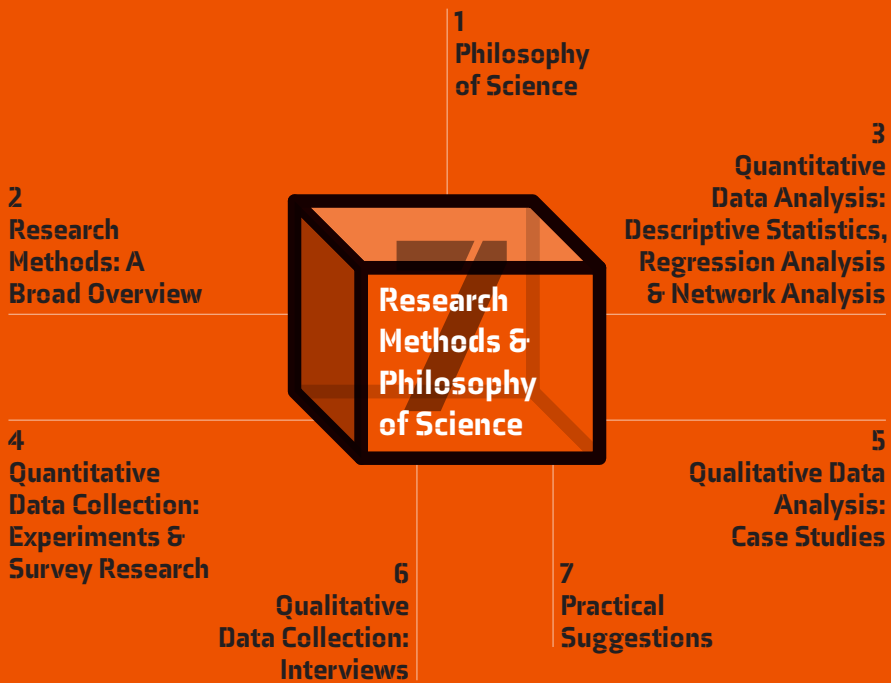 1
Philosophy
of Science
2
Research
Methods: A
Broad Overview
3
Quantitative
Data Analysis:
Descriptive Statistics,
Regression Analysis
& Network Analysis
7
Research
Methods &
Philosophy
of Science
4
Quantitative
Data Collection:
Experiments &
Survey Research
5
Qualitative Data
Analysis:
Case Studies
6
Qualitative
Data Collection:
Interviews
7
Practical
Suggestions